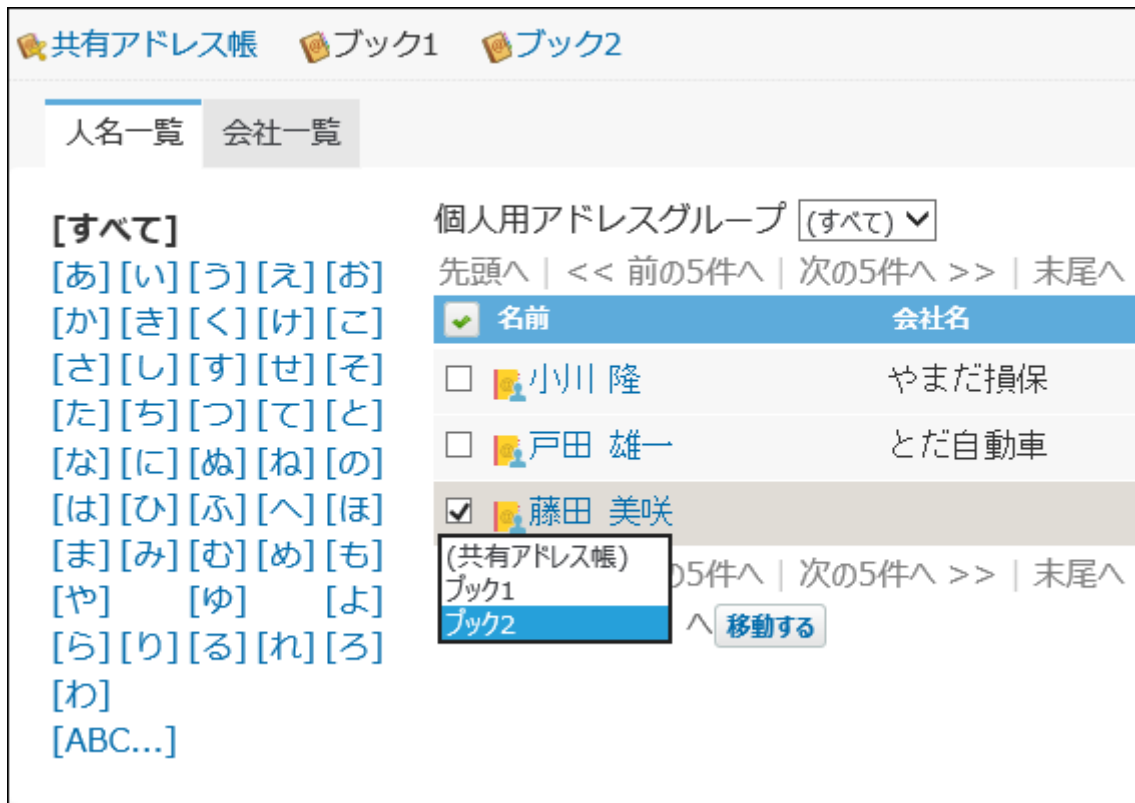 共有アドレス帳 ブック1 ブック2
人名一覧 会社一覧
[すべて]
[あ] [い] [う] [え] [お]
[か] [き] [く] [け] [こ]
[さ] [し] [す] [せ] [そ]
[た] [ち] [つ] [て] [と]
[な] [に] [ぬ] [ね] [の]
[は] [ひ] [ふ] [へ] [ほ]
[ま] [み] [む] [め] [も]
[や] [ゆ] [よ]
[ら] [り] [る] [れ] [ろ]
[わ]
[ABC...]
個人用アドレスグループ (すべて)
先頭へ | << 前の5件へ | 次の5件へ >> | 末尾へ
名前 会社名
小川 隆 やまだ損保
戸田 雄一 とだ自動車
藤田 美咲
(共有アドレス帳)
ブック1
ブック2
の5件へ | 次の5件へ >> | 末尾へ
へ 移動する